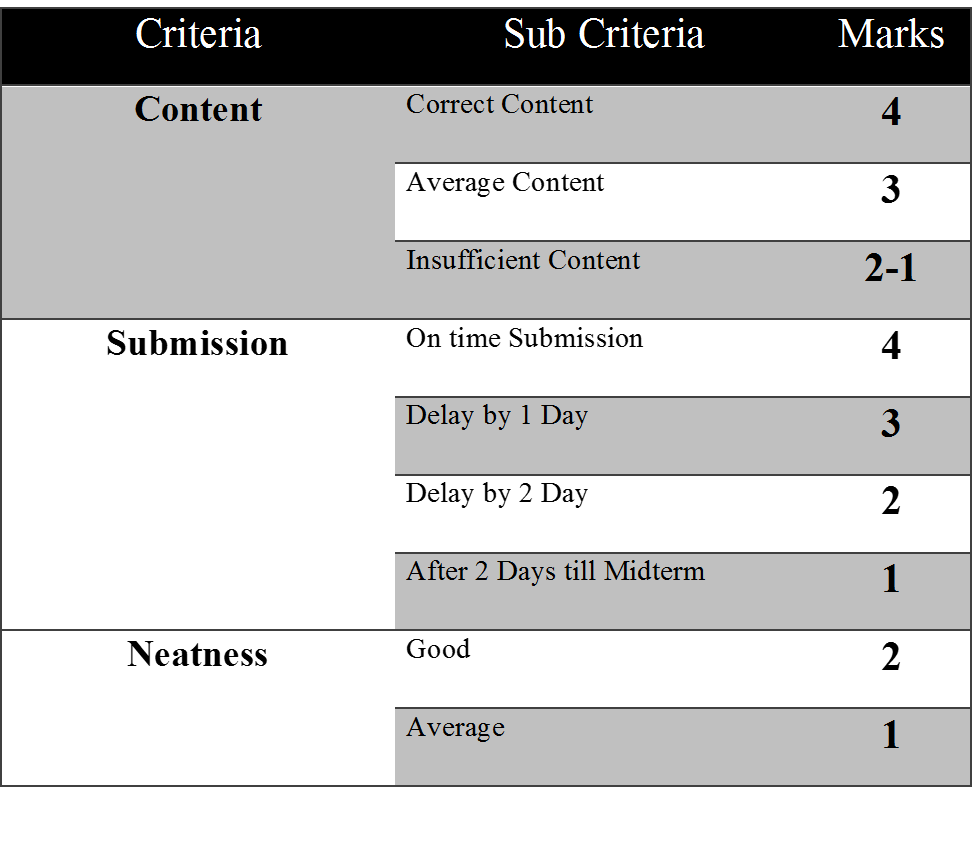 Criteria Sub Criteria Marks
Content Correct Content 4
Average Content 3
Insufficient Content 2-1
Submission On time Submission 4
Delay by 1 Day 3
Delay by 2 Day 2
After 2 Days till Midterm 1
Neatness Good 2
Average 1